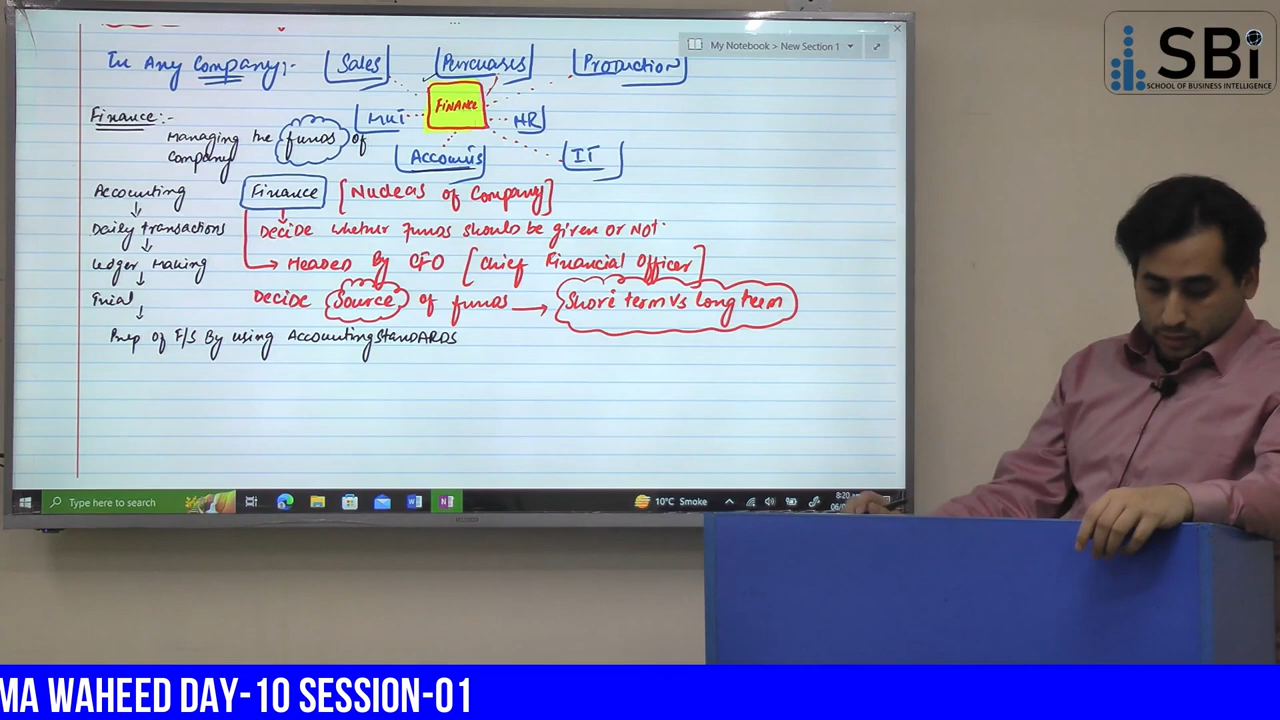 My Notebook > New Section 1
SBi
SCHOOL OF BUSINESS INTELLIGENCE
In Any Company:- Sales Purchases Production
FINANCE
Finance:- MKT HR
Managing the funds of
Company Accounts IT
Accounting Finance [Nucleas of Company]
Daily transactions Decide whether funds should be given or Not.
Ledger Making Headed By CFO [Chief Financial Officer]
Trial Decide Source of funds → Short term vs Long term
Prep of F/S By using Accounting STANDARDS
Type here to search
10°C Smoke
8:20
MA WAHEED DAY-10 SESSION-01